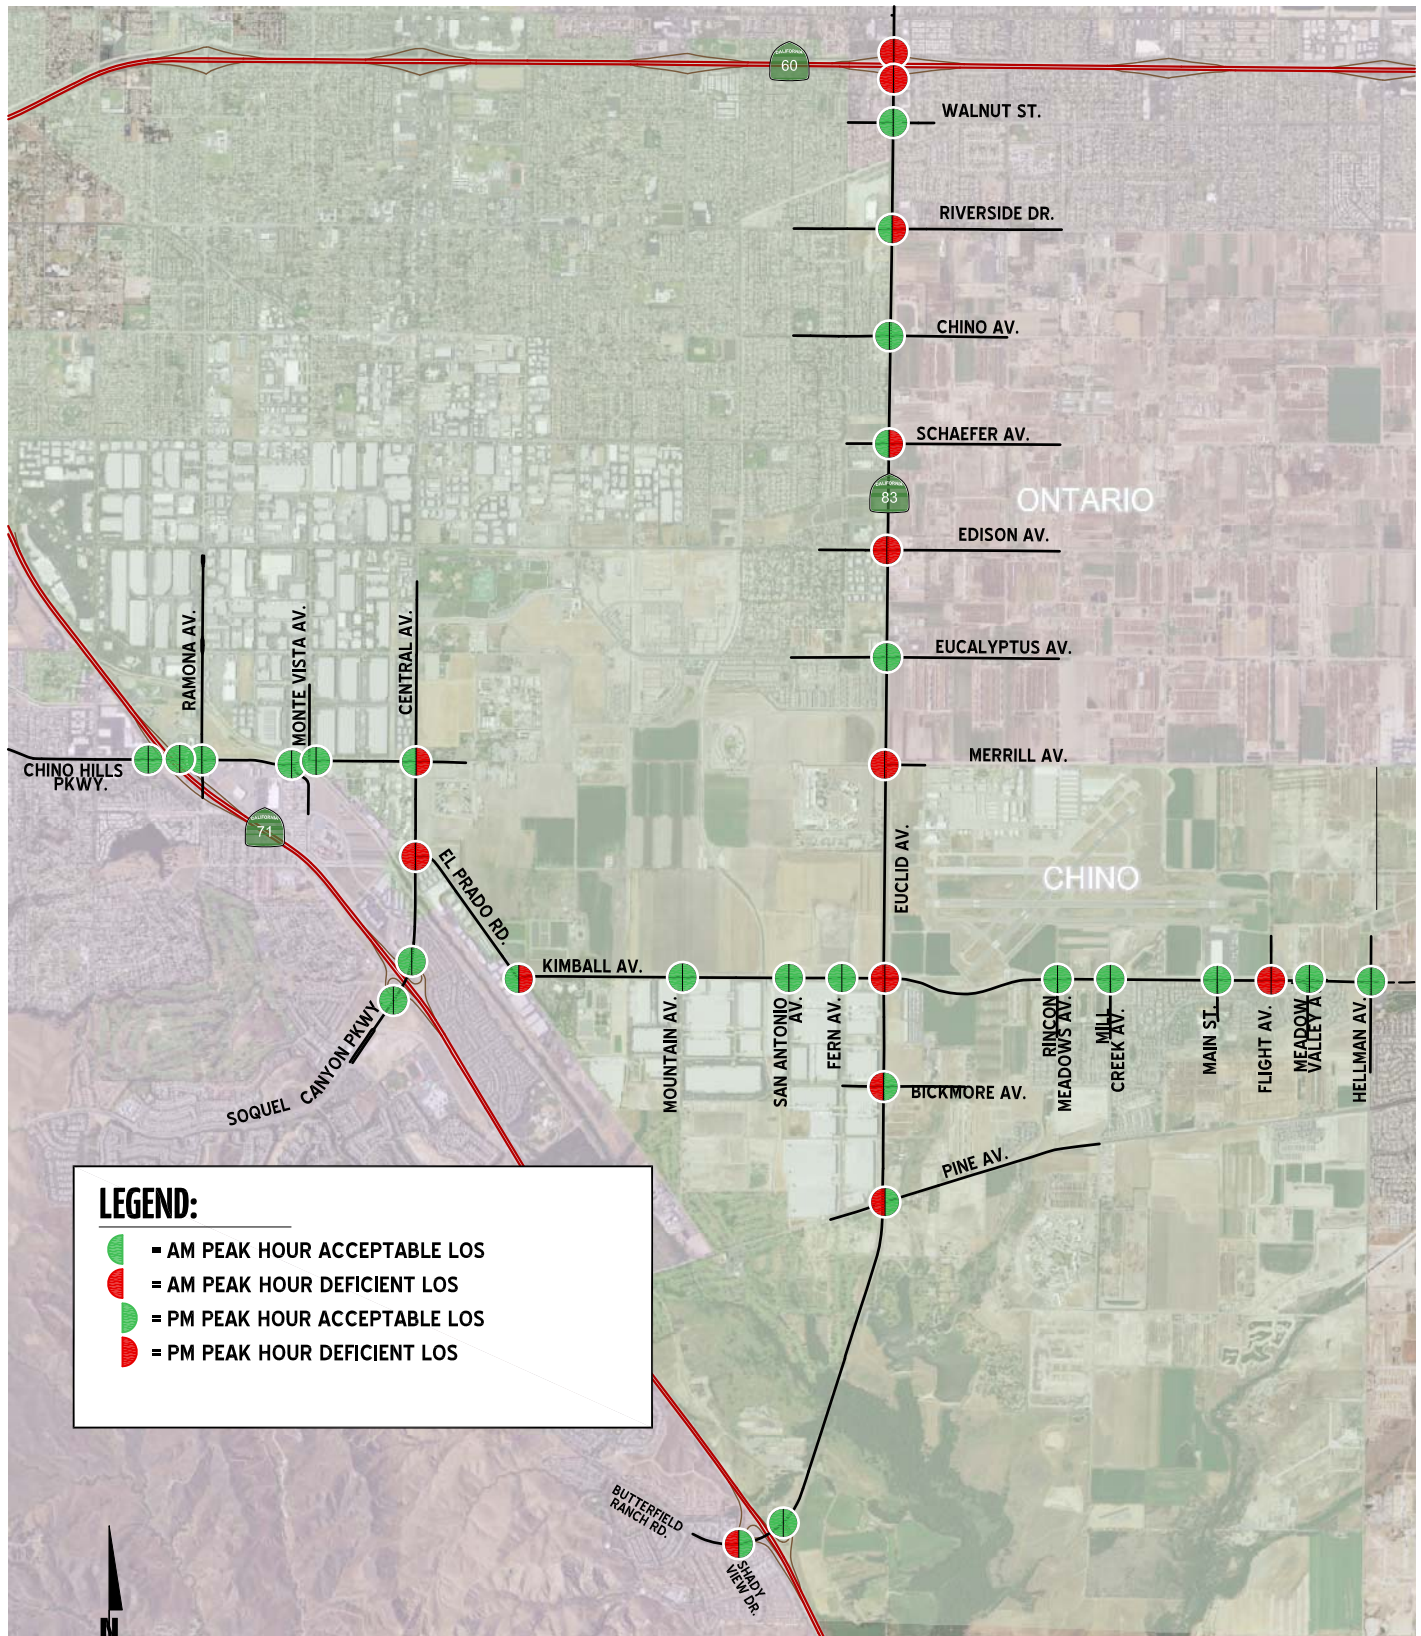 CALIFORNIA
60
WALNUT ST.
RIVERSIDE DR.
CHINO AV.
SCHAEFER AV.
CALIFORNIA
83
ONTARIO
EDISON AV.
EUCALYPTUS AV.
RAMONA AV.
MONTE VISTA AV.
CENTRAL AV.
MERRILL AV.
CHINO HILLS
PKWY.
CALIFORNIA
71
EL PRADO RD.
EUCLID AV.
CHINO
KIMBALL AV.
MOUNTAIN AV.
SAN ANTONIO
AV.
FERN AV.
RINCON
MEADOWS AV.
MILL
CREEK AV.
MAIN ST.
FLIGHT AV.
MEADOW
VALLEY A.
HELLMAN AV.
SOQUEL CANYON PKWY
BICKMORE AV.
PINE AV.
LEGEND:
= AM PEAK HOUR ACCEPTABLE LOS
= AM PEAK HOUR DEFICIENT LOS
= PM PEAK HOUR ACCEPTABLE LOS
= PM PEAK HOUR DEFICIENT LOS
BUTTERFIELD
RANCH RD.
SHADY
VIEW DR.
N